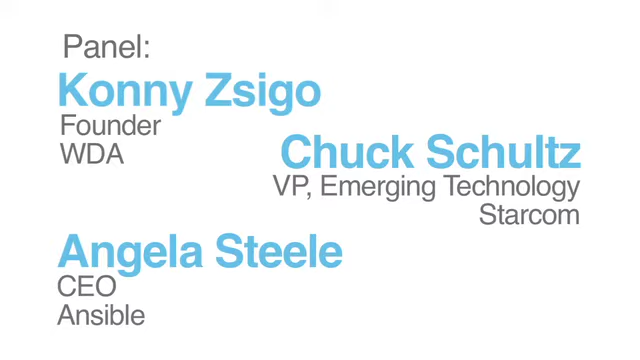 Panel:
Konny Zsigo
Founder
WDA
Chuck Schultz
VP, Emerging Technology
Starcom
Angela Steele
CEO
Ansible